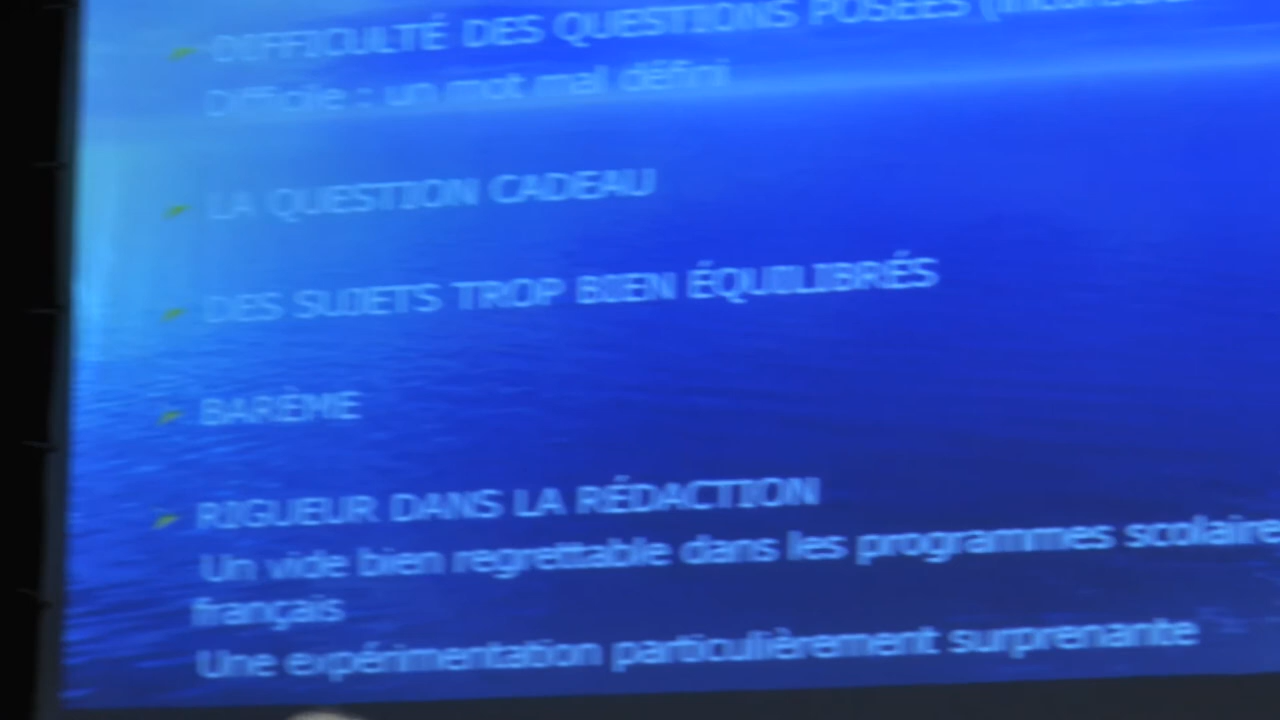 DIFFICULTÉ DES QUESTIONS POSÉES
Difficile : un mot mal défini
LA QUESTION CADEAU
DES SUJETS TROP BIEN ÉQUILIBRÉS
BARÈME
RIGUEUR DANS LA RÉDACTION
Un vide bien regrettable dans les programmes scolaire
français
Une expérimentation particulièrement surprenante